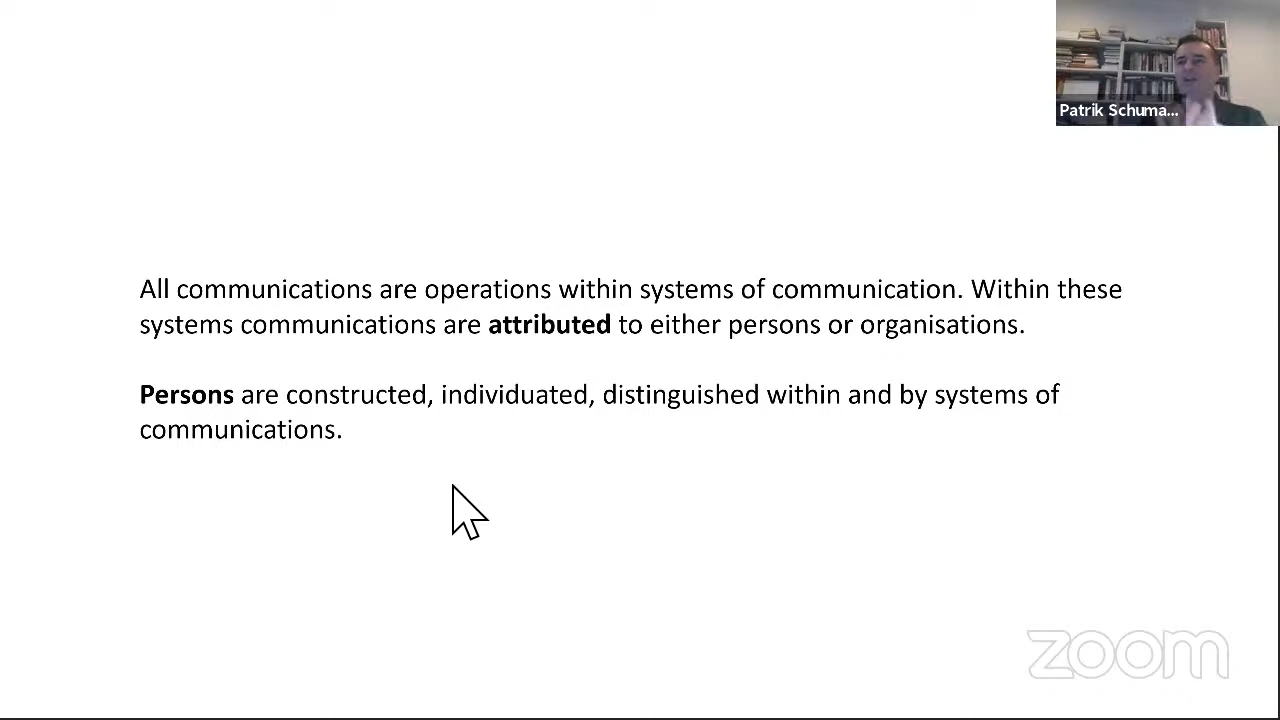 Patrik Schuma...
All communications are operations within systems of communication. Within these
systems communications are attributed to either persons or organisations.
Persons are constructed, individuated, distinguished within and by systems of
communications.
zoom